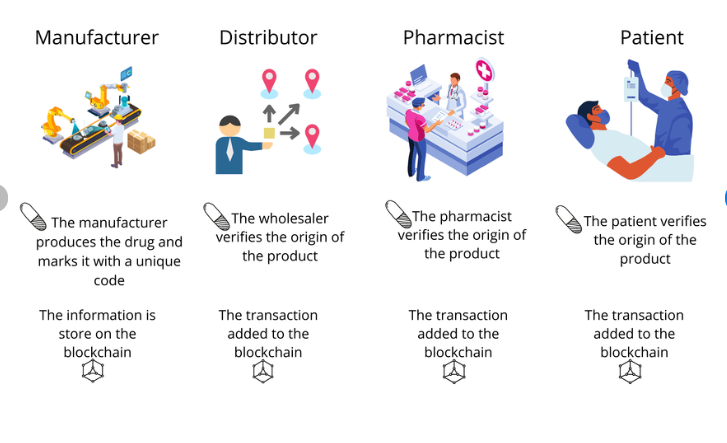 Manufacturer
Distributor
Pharmacist
Patient
The manufacturer
produces the drug and
marks it with a unique
code
The wholesaler
verifies the origin of
the product
The pharmacist
verifies the origin of
the product
The patient verifies
the origin of the
product
The information is
store on the
blockchain
The transaction
added to the
blockchain
The transaction
added to the
blockchain
The transaction
added to the
blockchain